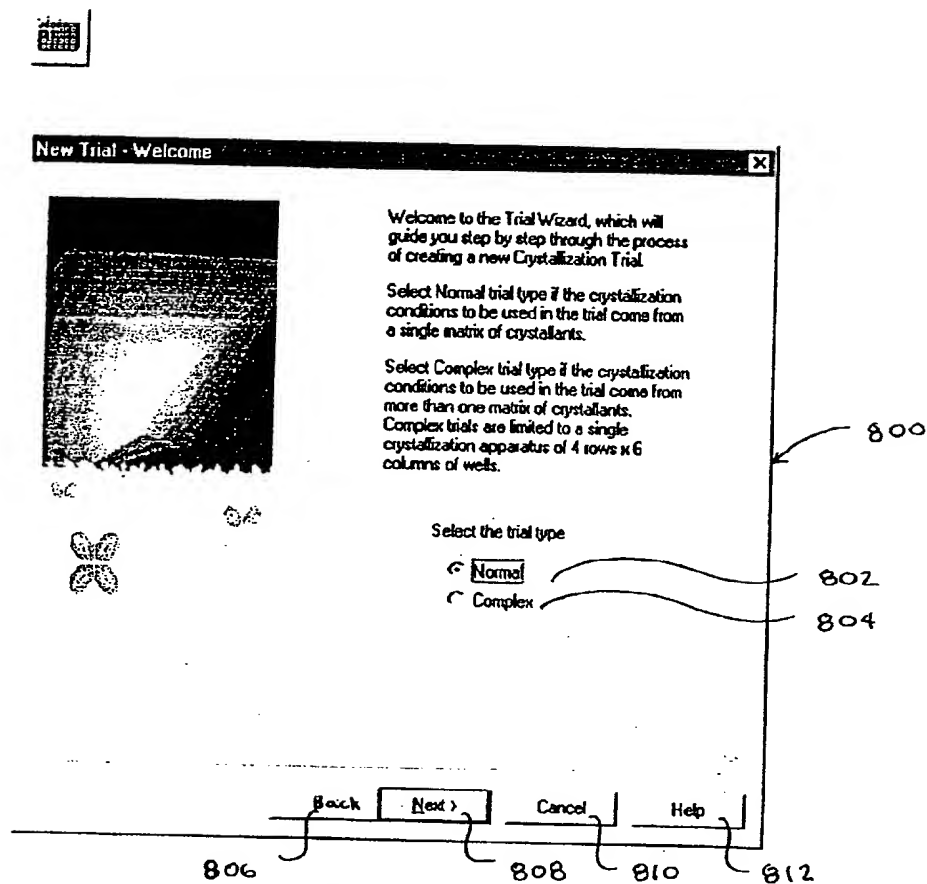 New Trial - Welcome
Welcome to the Trial Wizard, which will
guide you step by step through the process
of creating a new Crystallization Trial.
Select Normal trial type if the crystallization
conditions to be used in the trial come from
a single matrix of crystallants.
Select Complex trial type if the crystallization
conditions to be used in the trial come from
more than one matrix of crystallants.
Complex trials are limited to a single
crystallization apparatus of 4 rows x 6
columns of wells.
800
Select the trial type
Normal
802
Complex
804
Back Next > Cancel Help
806 808 810 812